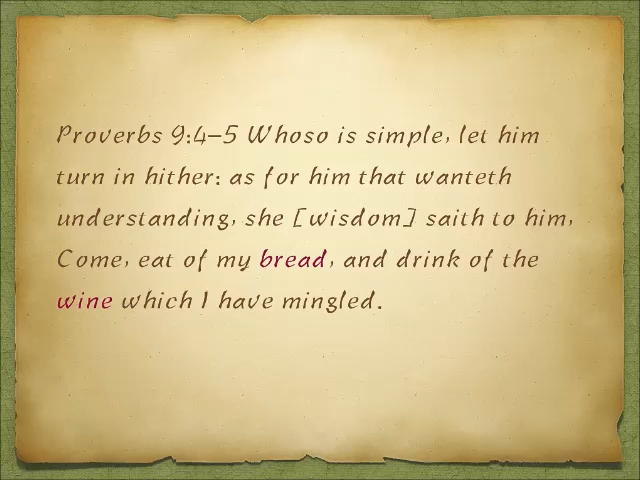 Proverbs 9:4–5 Whoso is simple, let him
turn in hither: as for him that wanteth
understanding, she [wisdom] saith to him,
Come, eat of my bread, and drink of the
wine which I have mingled.